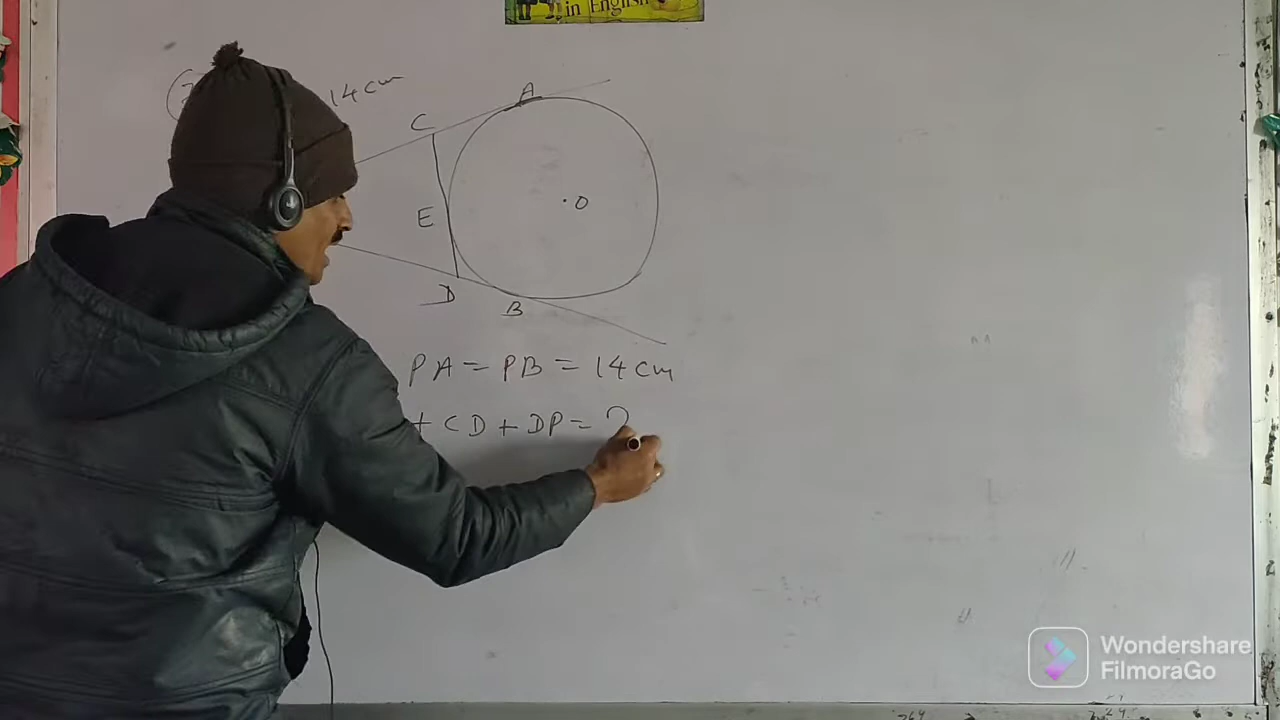 in English
14cm
A
C
O
E
D
B
PA = PB = 14cm
+ CD + DP = ?
Wondershare
FilmoraGo